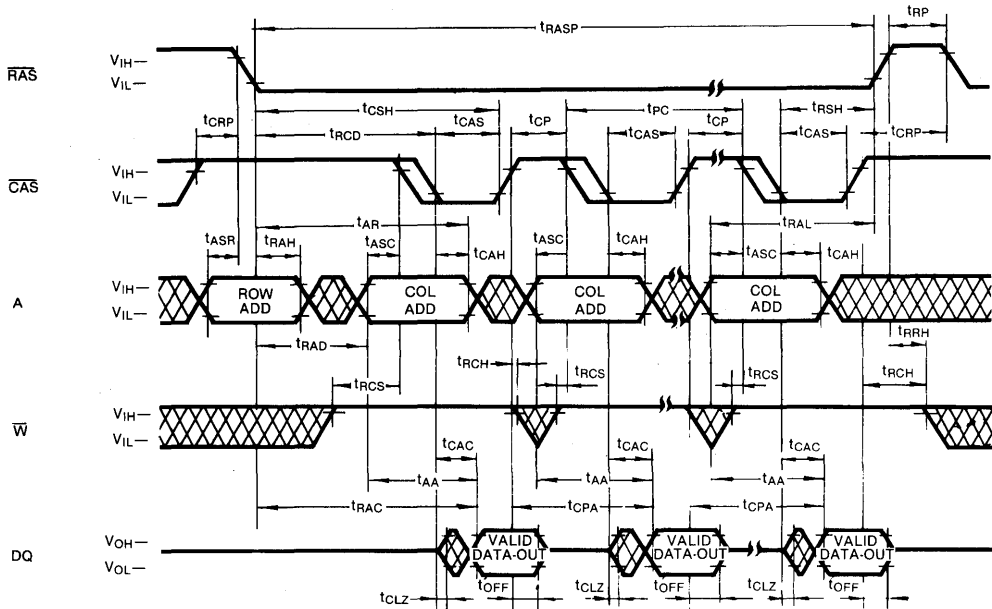 tRASP tRP
RAS VIH— VIL—
tCSH tPC tRSH
tCRP tRCD tCAS tCP tCAS tCP tCAS tCRP
CAS VIH— VIL—
tAR tRAL
tASR tRAH tASC tCAH tASC tCAH tASC tCAH
A VIH— VIL—
ROW ADD
COL ADD
COL ADD
COL ADD
tRAD tRRH
tRCH tRCH
tRCS tRCS tRCS
W VIH— VIL—
tCAC tCAC tCAC
tAA tAA tAA
tRAC tCPA tCPA
DQ VOH— VOL—
VALID DATA-OUT
VALID DATA-OUT
VALID DATA-OUT
tCLZ tOFF tCLZ tOFF tCLZ tOFF